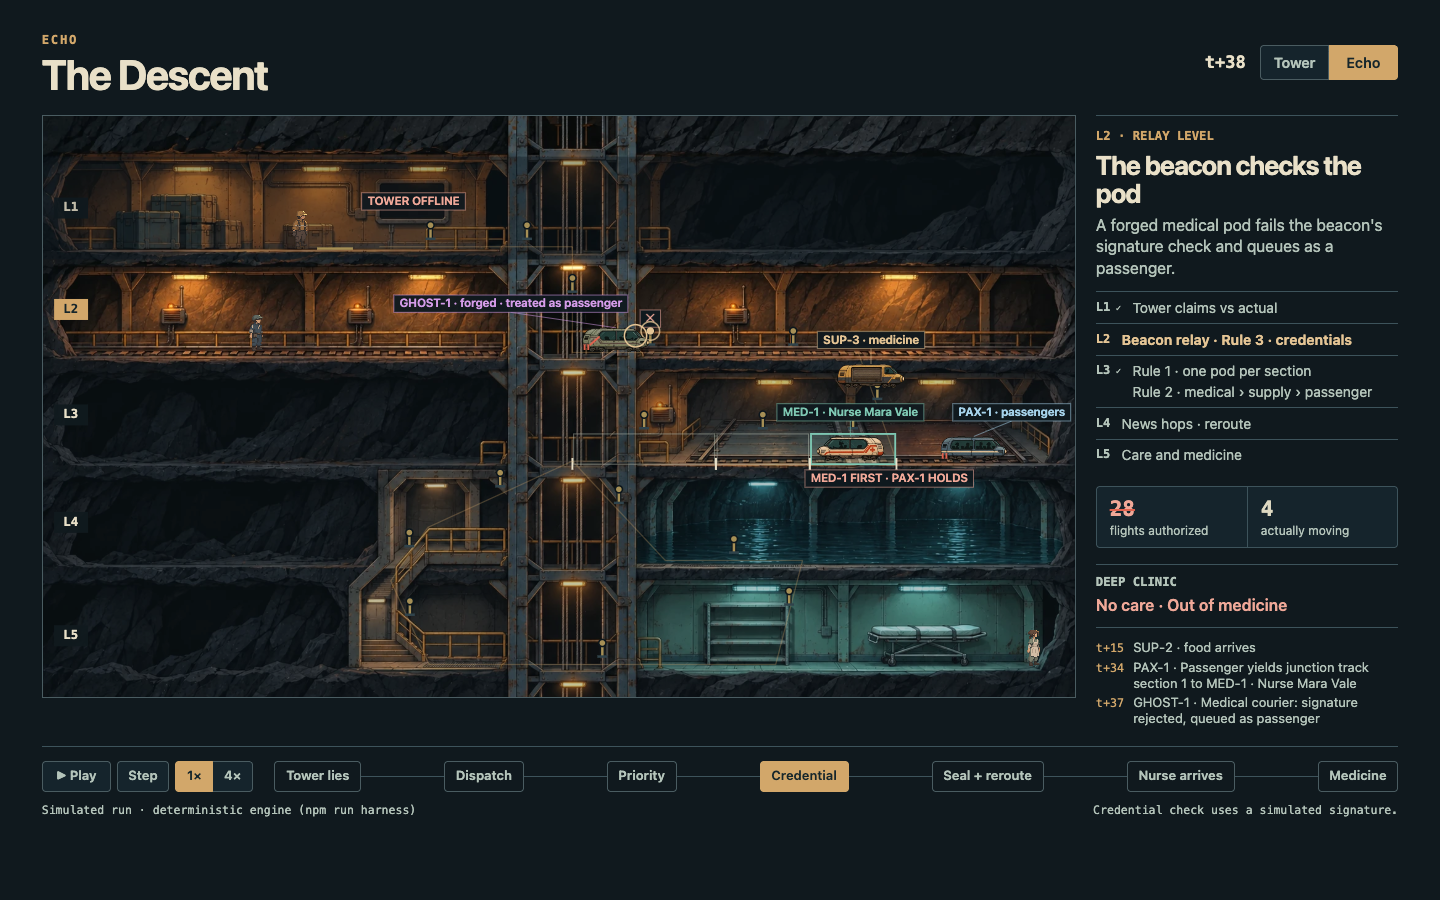 ECHO
The Descent
t+38
Tower
Echo
L1
TOWER OFFLINE
L2
GHOST-1 · forged · treated as passenger
SUP-3 · medicine
L3
MED-1 · Nurse Mara Vale
PAX-1 · passengers
MED-1 FIRST · PAX-1 HOLDS
L4
L5
L2 · RELAY LEVEL
The beacon checks the
pod
A forged medical pod fails the beacon's
signature check and queues as a
passenger.
L1 ✓ Tower claims vs actual
L2 Beacon relay · Rule 3 · credentials
L3 ✓ Rule 1 · one pod per section
Rule 2 · medical › supply › passenger
L4 News hops · reroute
L5 Care and medicine
28
flights authorized
4
actually moving
DEEP CLINIC
No care · Out of medicine
t+15 SUP-2 · food arrives
t+34 PAX-1 · Passenger yields junction track
section 1 to MED-1 · Nurse Mara Vale
t+37 GHOST-1 · Medical courier: signature
rejected, queued as passenger
▶ Play
Step
1×
4×
Tower lies
Dispatch
Priority
Credential
Seal + reroute
Nurse arrives
Medicine
Simulated run · deterministic engine (npm run harness)
Credential check uses a simulated signature.